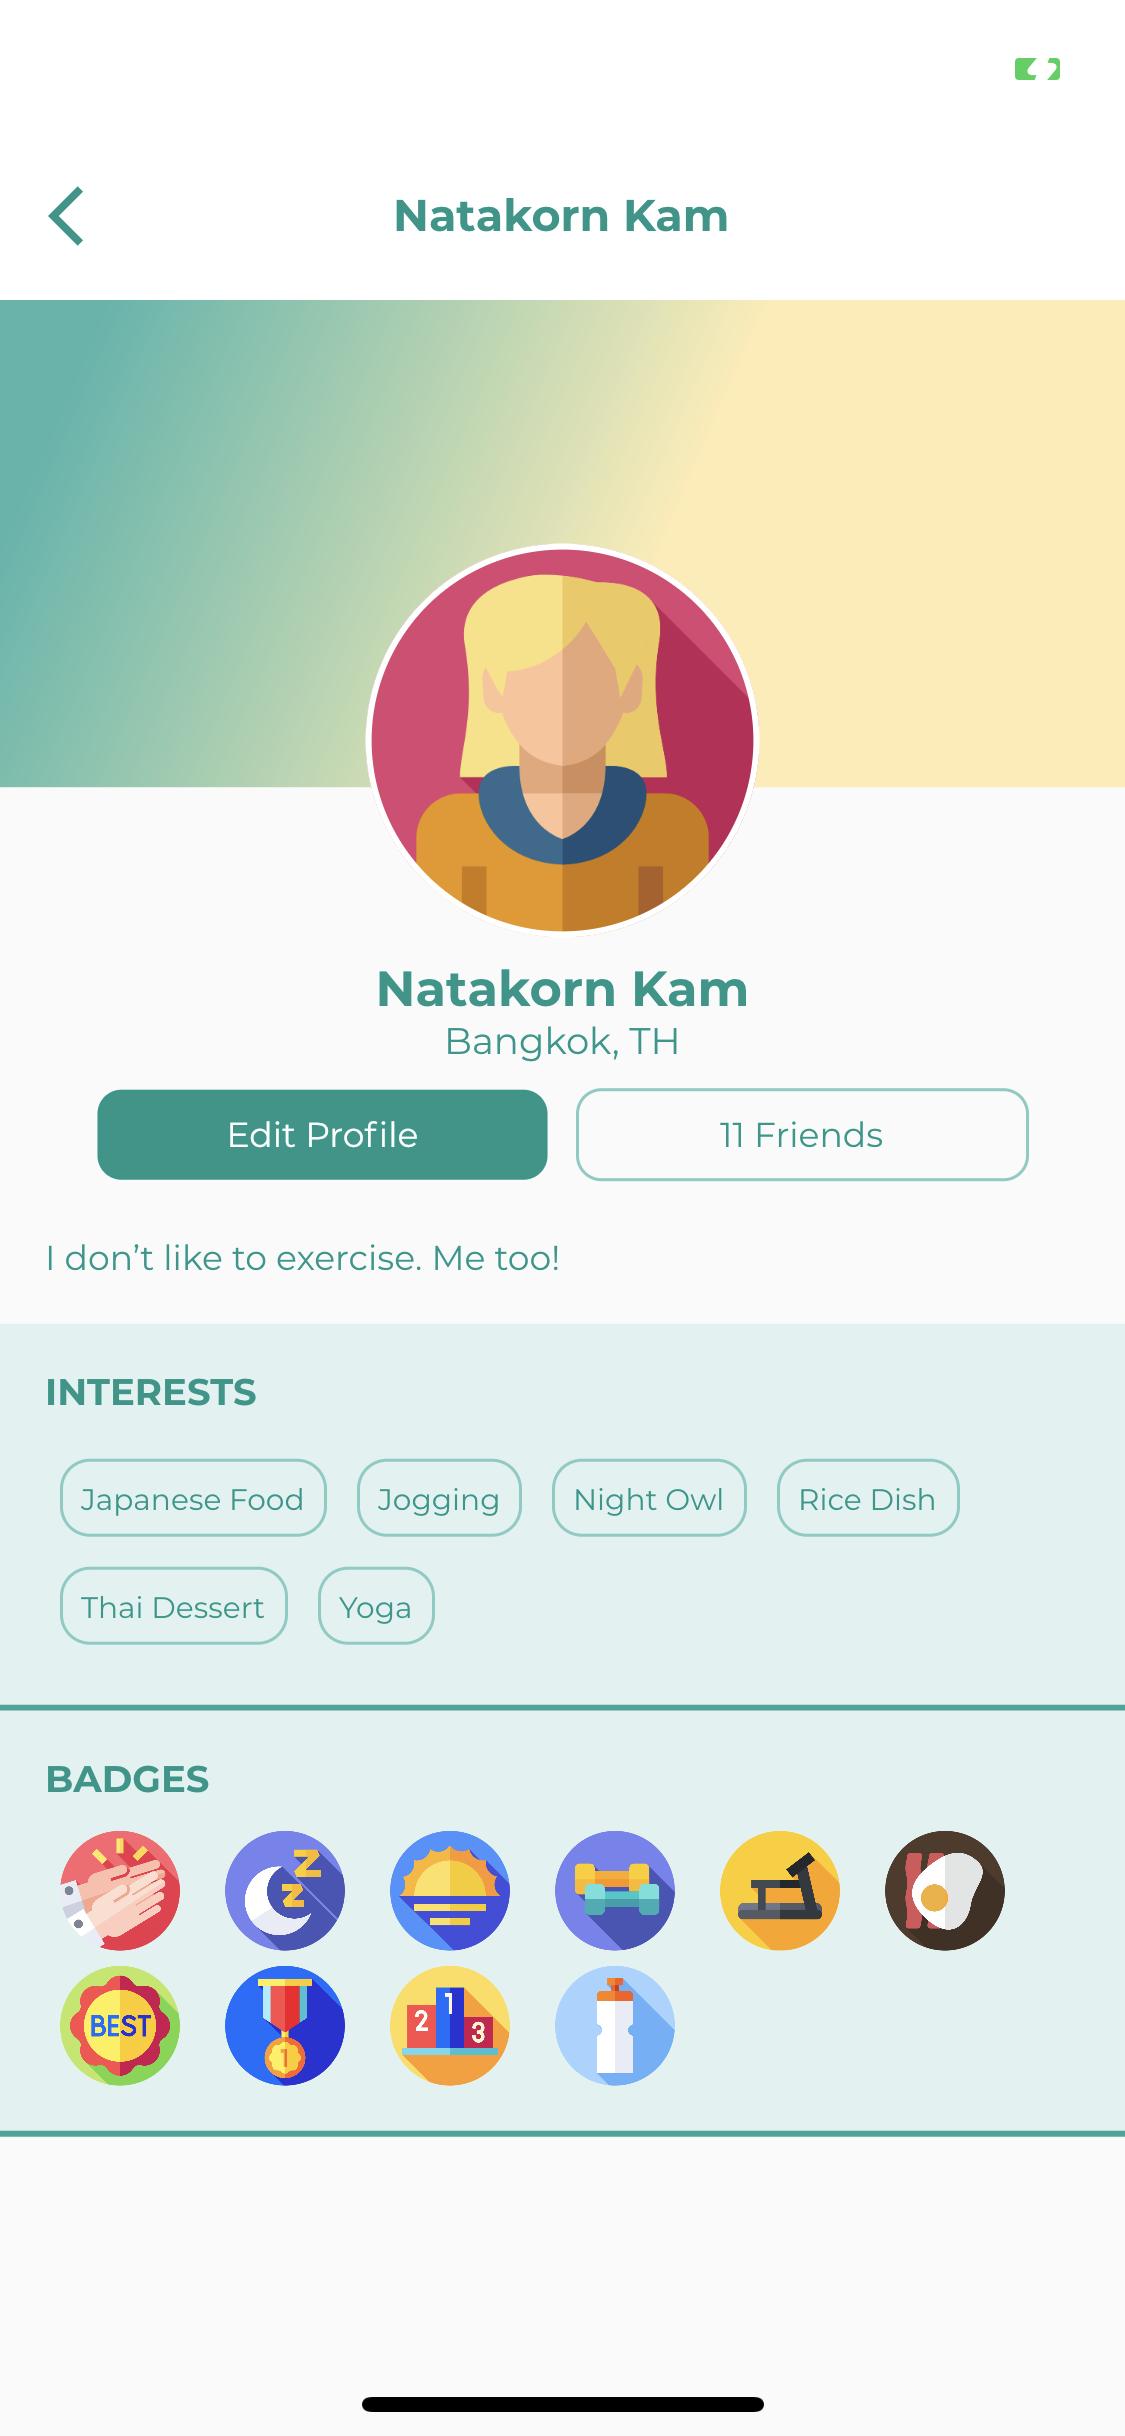 Natakorn Kam
Natakorn Kam
Bangkok, TH
Edit Profile
11 Friends
I don’t like to exercise. Me too!
INTERESTS
Japanese Food
Jogging
Night Owl
Rice Dish
Thai Dessert
Yoga
BADGES
Z
Z
BEST
1
2
1
3